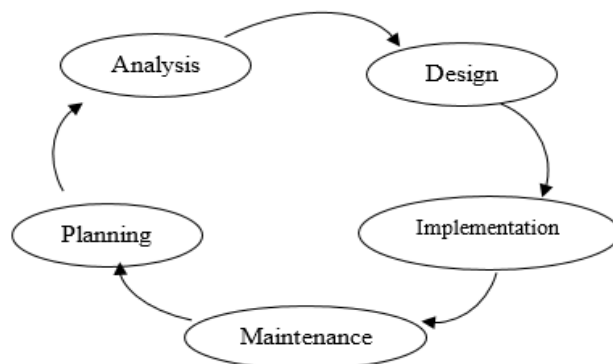 Analysis
Design
Planning
Implementation
Maintenance